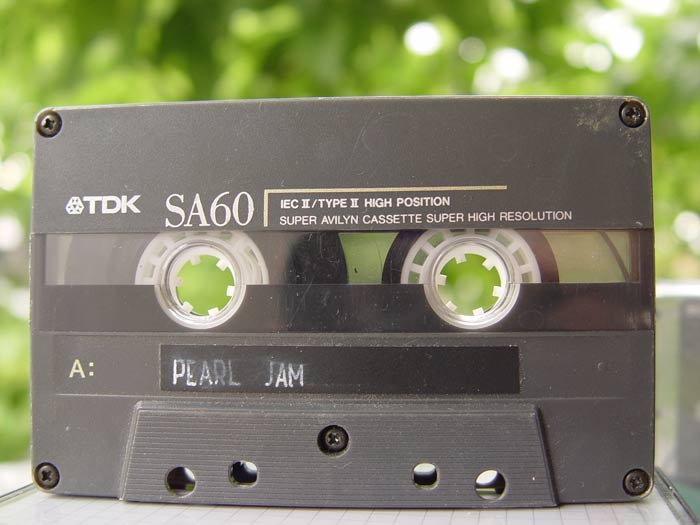 TDK SA60
IEC II/TYPE II HIGH POSITION
SUPER AVILYN CASSETTE SUPER HIGH RESOLUTION
A: PEARL JAM